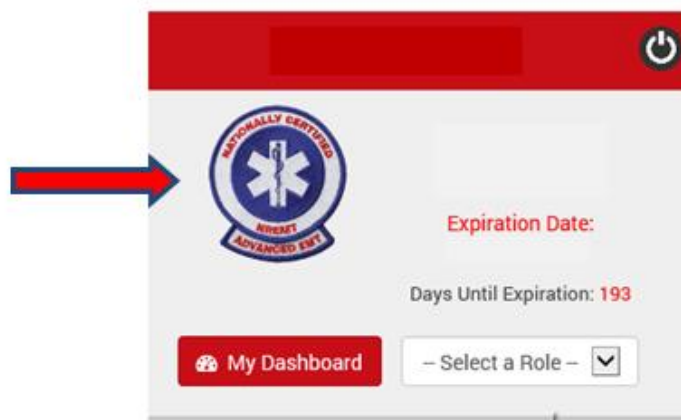 NATIONALLY CERTIFIED
NREMT
ADVANCED EMT
Expiration Date:
Days Until Expiration: 193
My Dashboard
-- Select a Role --